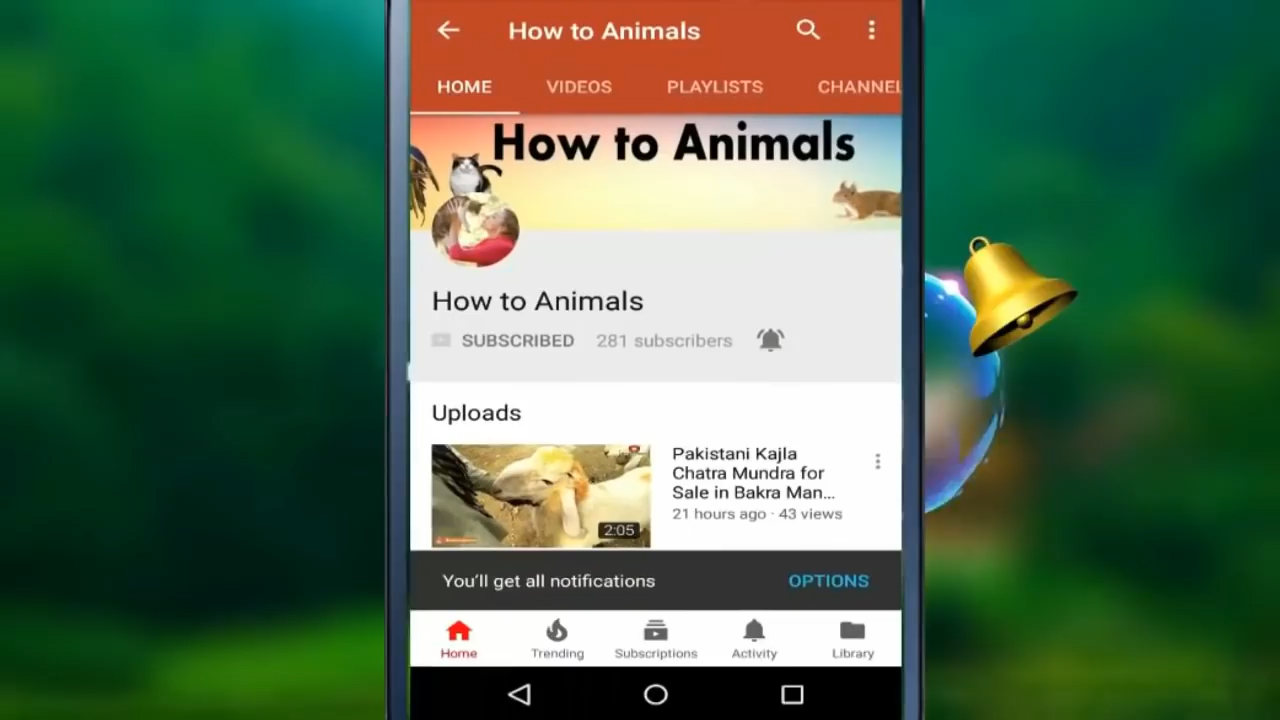 How to Animals
HOME VIDEOS PLAYLISTS CHANNEL
How to Animals
How to Animals
SUBSCRIBED 281 subscribers
Uploads
Pakistani Kajla
Chatra Mundra for
Sale in Bakra Man...
21 hours ago · 43 views
2:05
You'll get all notifications OPTIONS
Home Trending Subscriptions Activity Library